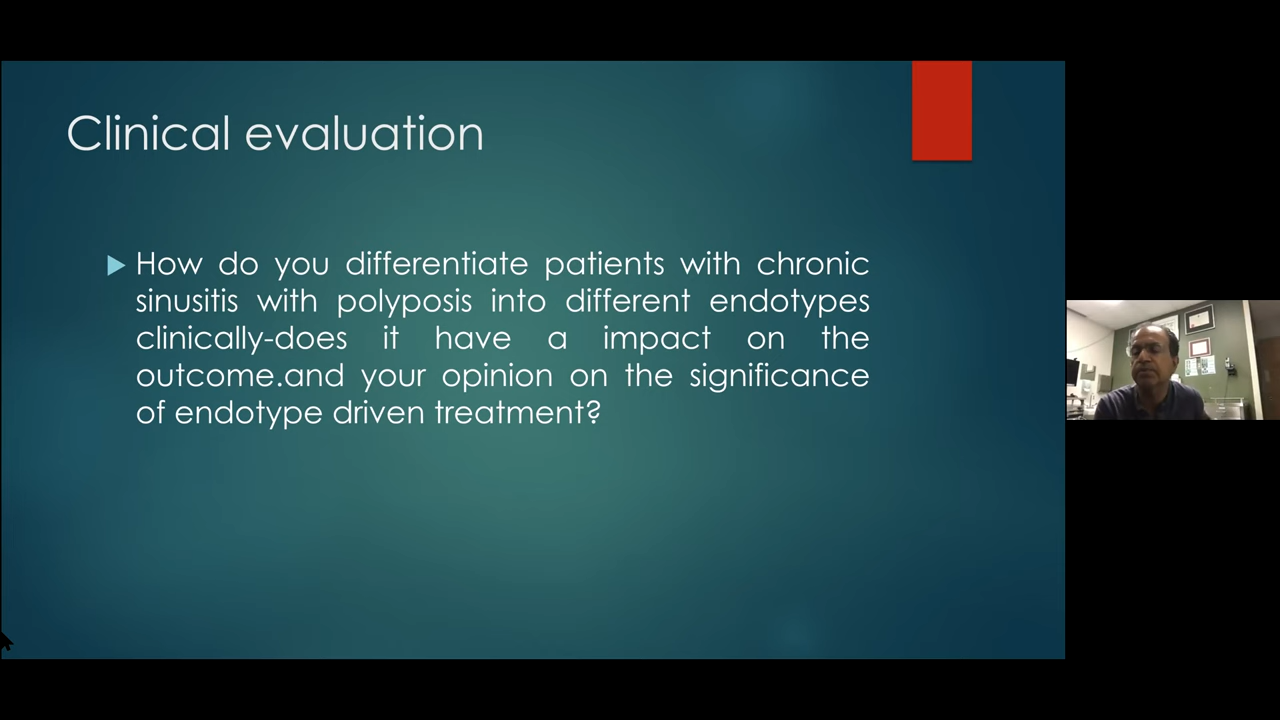 Clinical evaluation
How do you differentiate patients with chronic
sinusitis with polyposis into different endotypes
clinically-does it have a impact on the
outcome.and your opinion on the significance
of endotype driven treatment?